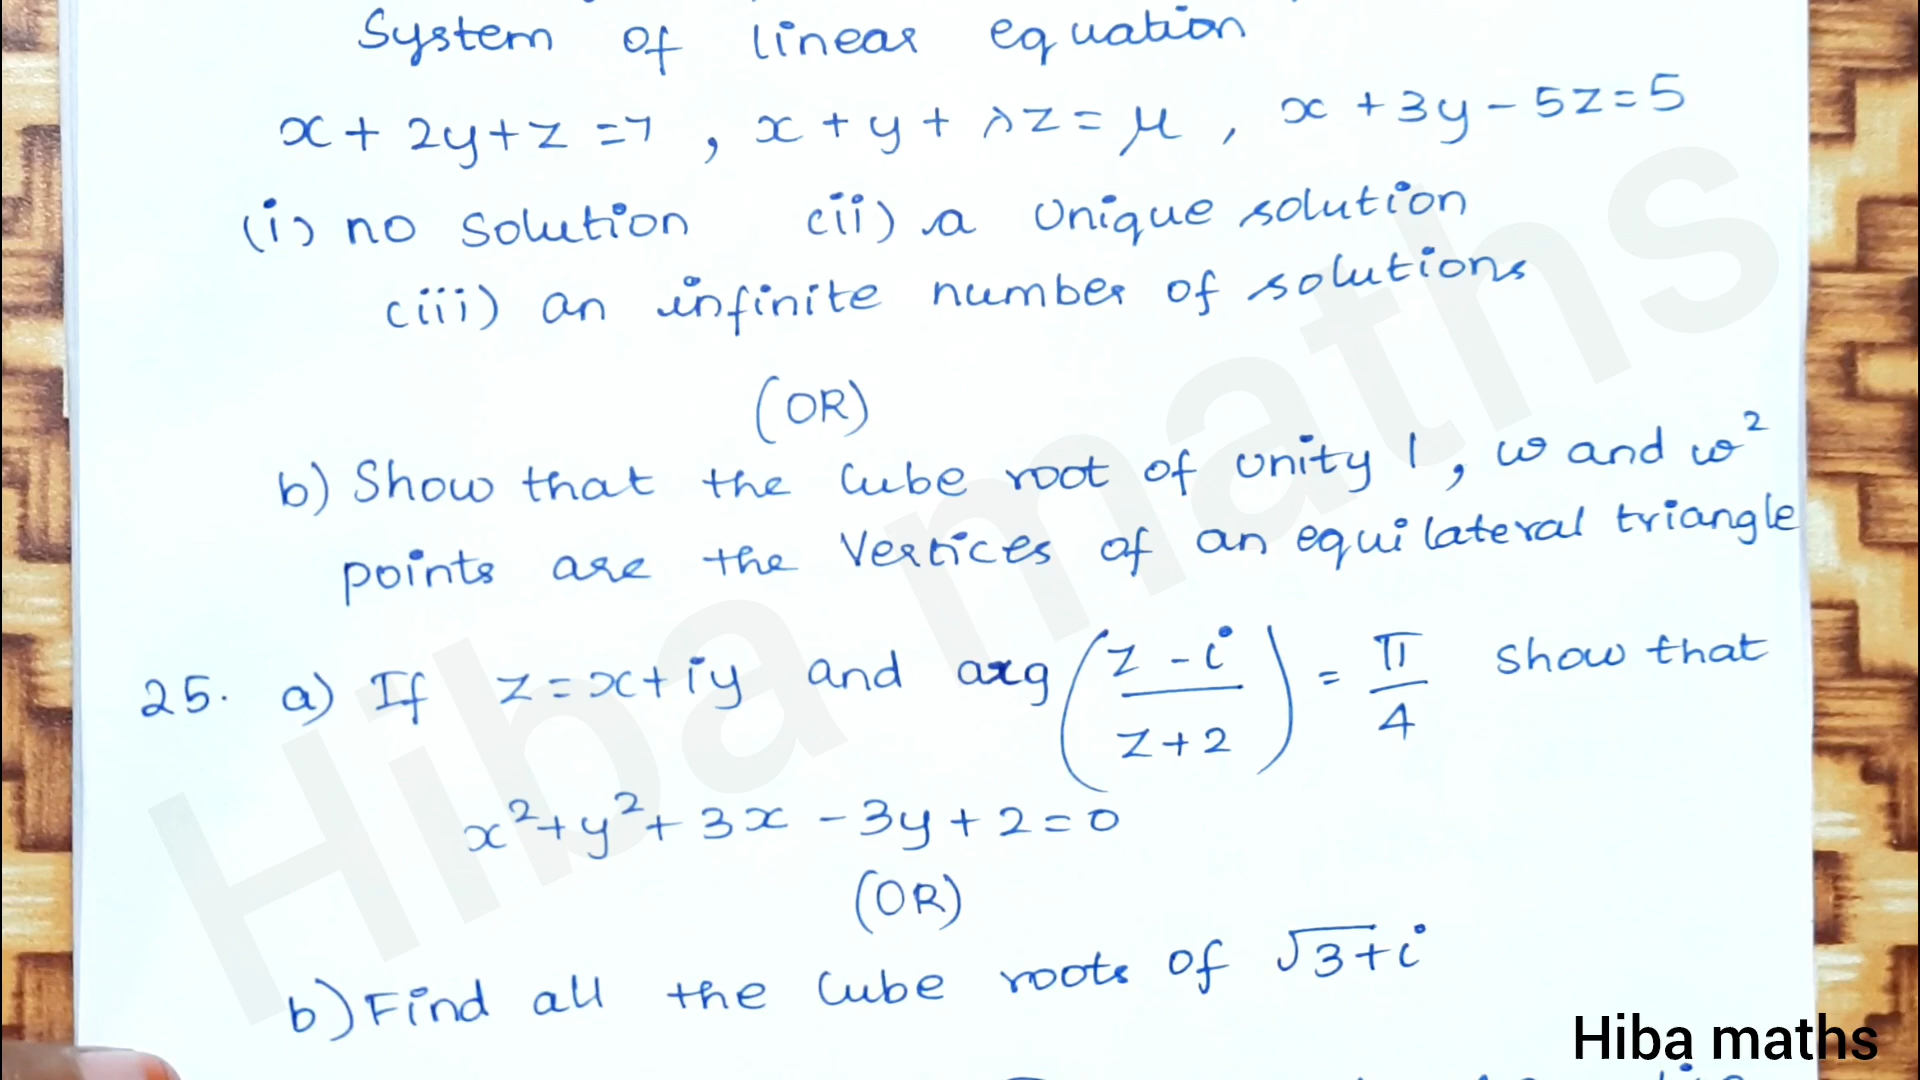 System of linear equation
x + 2y + z = 7, x + y + λz = μ, x + 3y - 5z = 5
(i) no solution (ii) a Unique solution
(iii) an infinite number of solutions
(OR)
b) Show that the Cube root of unity 1, ω and ω²
points are the Vertices of an equilateral triangle
25. a) If z = x + iy and arg((z - i)/(z + 2)) = π/4 show that
x² + y² + 3x - 3y + 2 = 0
(OR)
b) Find all the Cube roots of √3 + i
Hiba maths
Hiba maths